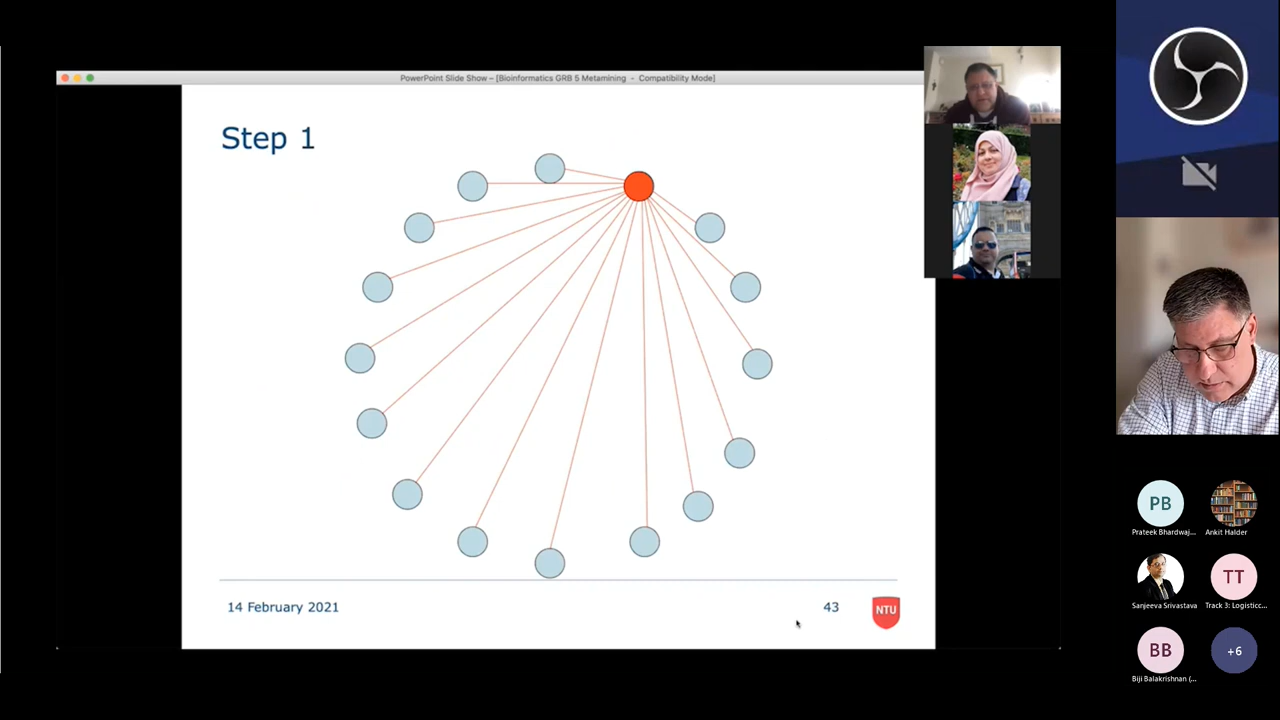 PowerPoint Slide Show – [Bioinformatics GRB 5 Metamining - Compatibility Mode]
Step 1
14 February 2021
43
NTU
PB
Prateek Bhardwaj...
Ankit Halder
Sanjeeva Srivastava
TT
Track 3: Logisticc...
BB
Biji Balakrishnan (...
+6